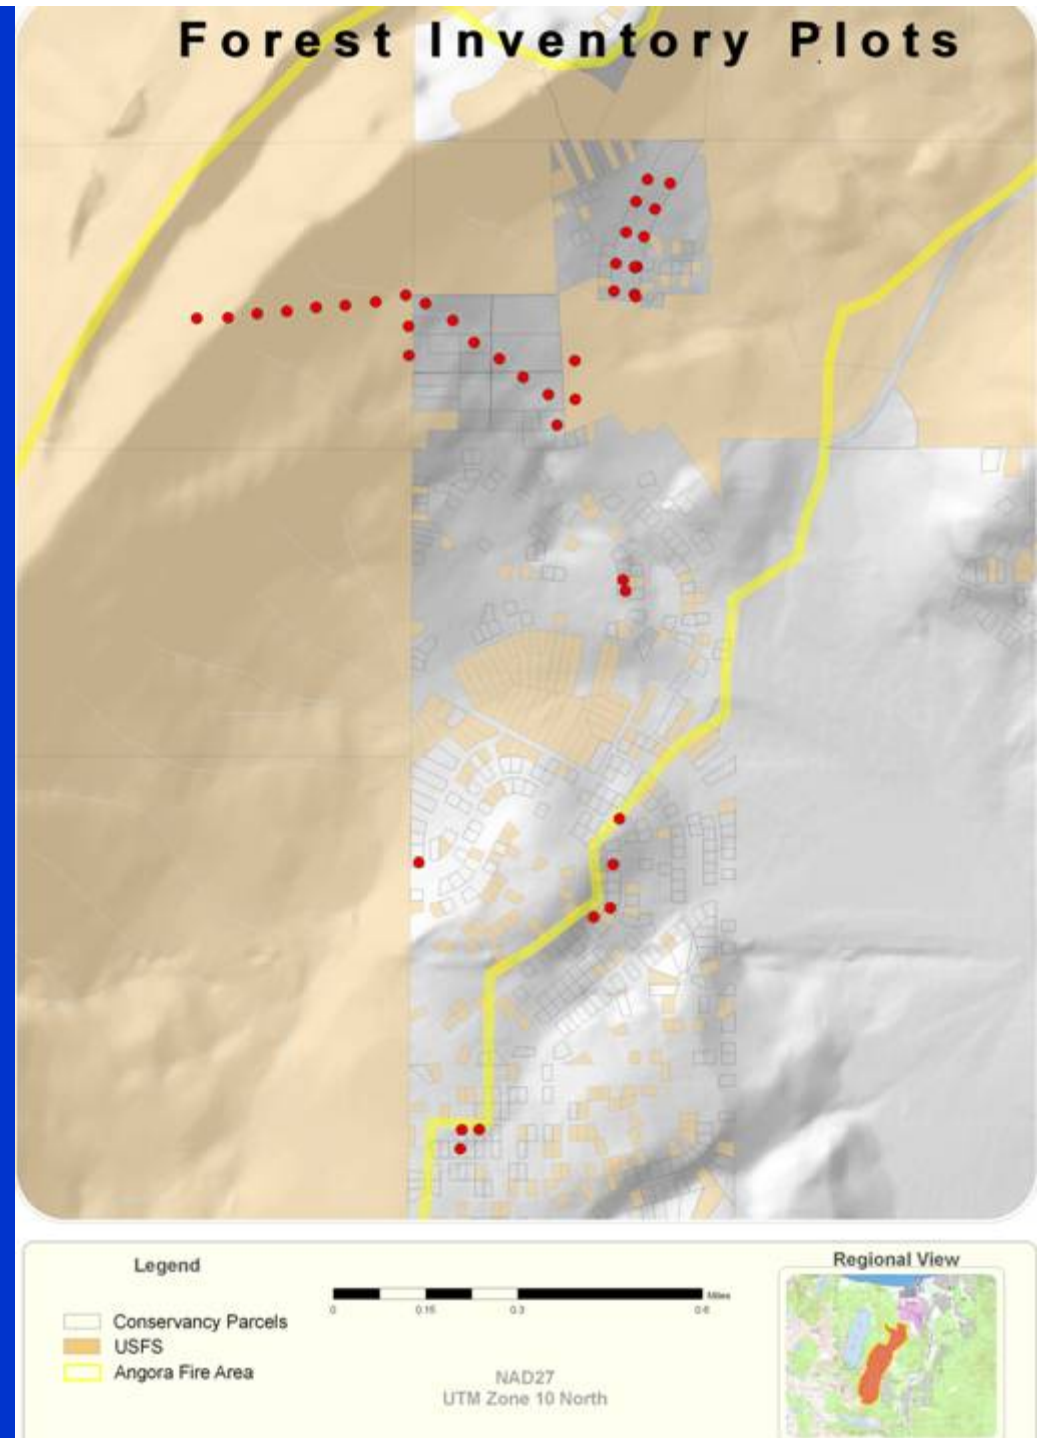 Forest Inventory Plots
Legend
Conservancy Parcels
USFS
Angora Fire Area
0 0.15 0.3 0.6 Miles
NAD27
UTM Zone 10 North
Regional View